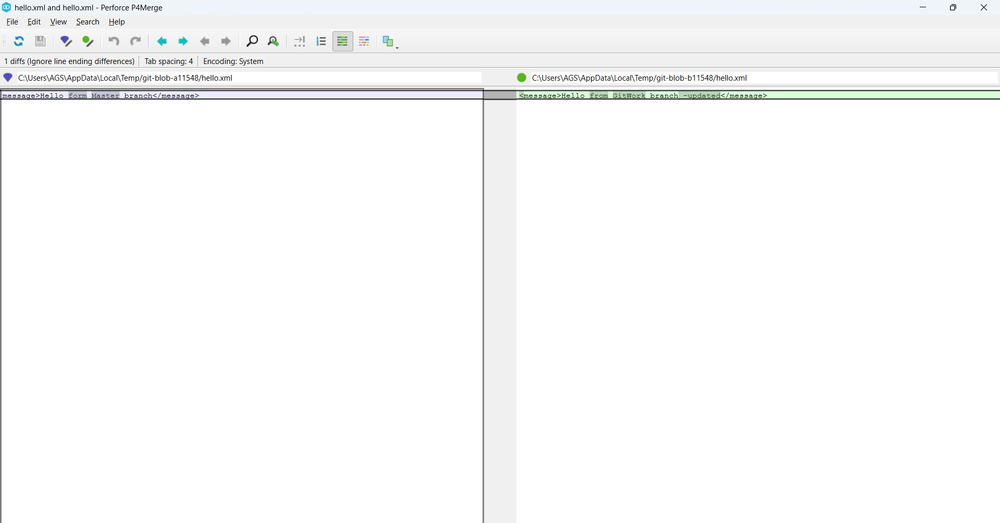 hello.xml and hello.xml - Perforce P4Merge
File Edit View Search Help
1 diffs (Ignore line ending differences) Tab spacing: 4 Encoding: System
C:\Users\AGS\AppData\Local\Temp/git-blob-a11548/hello.xml
C:\Users\AGS\AppData\Local\Temp/git-blob-b11548/hello.xml
message>Hello form Master branch</message>
<message>Hello from GitWork branch -updated</message>